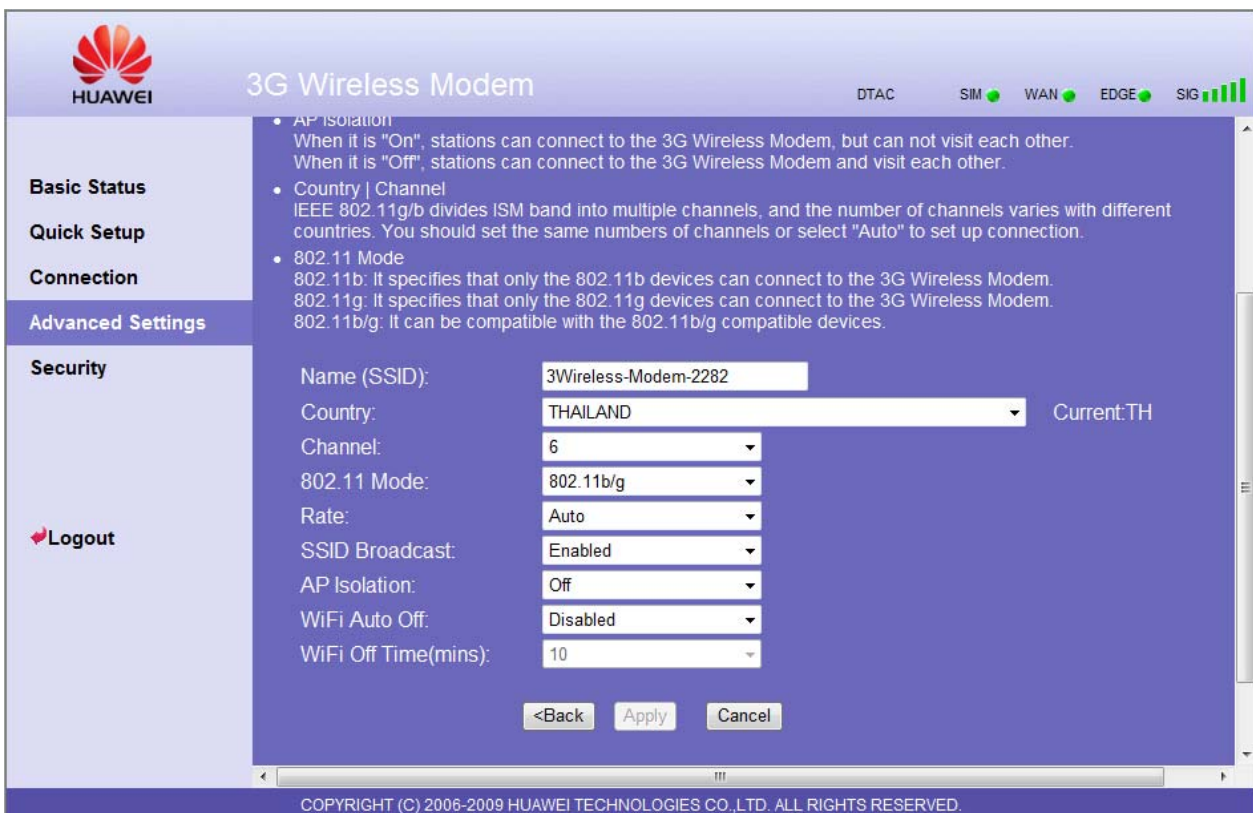 HUAWEI
3G Wireless Modem
DTAC SIM WAN EDGE SIG
Basic Status
Quick Setup
Connection
Advanced Settings
Security
Logout
• AP Isolation
When it is "On", stations can connect to the 3G Wireless Modem, but can not visit each other.
When it is "Off", stations can connect to the 3G Wireless Modem and visit each other.
• Country | Channel
IEEE 802.11g/b divides ISM band into multiple channels, and the number of channels varies with different
countries. You should set the same numbers of channels or select "Auto" to set up connection.
• 802.11 Mode
802.11b: It specifies that only the 802.11b devices can connect to the 3G Wireless Modem.
802.11g: It specifies that only the 802.11g devices can connect to the 3G Wireless Modem.
802.11b/g: It can be compatible with the 802.11b/g compatible devices.
Name (SSID): 3Wireless-Modem-2282
Country: THAILAND Current:TH
Channel: 6
802.11 Mode: 802.11b/g
Rate: Auto
SSID Broadcast: Enabled
AP Isolation: Off
WiFi Auto Off: Disabled
WiFi Off Time(mins): 10
<Back Apply Cancel
COPYRIGHT (C) 2006-2009 HUAWEI TECHNOLOGIES CO.,LTD. ALL RIGHTS RESERVED.